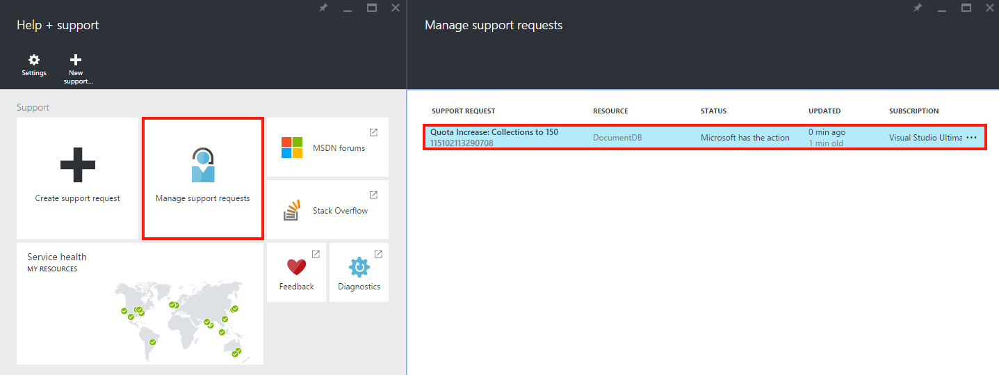 Help + support
Settings
New
support...
Support
Create support request
Manage support requests
MSDN forums
Stack Overflow
Service health
MY RESOURCES
Feedback
Diagnostics
Manage support requests
SUPPORT REQUEST RESOURCE STATUS UPDATED SUBSCRIPTION
Quota Increase: Collections to 150
115102113290708
DocumentDB
Microsoft has the action
0 min ago
1 min old
Visual Studio Ultima ···